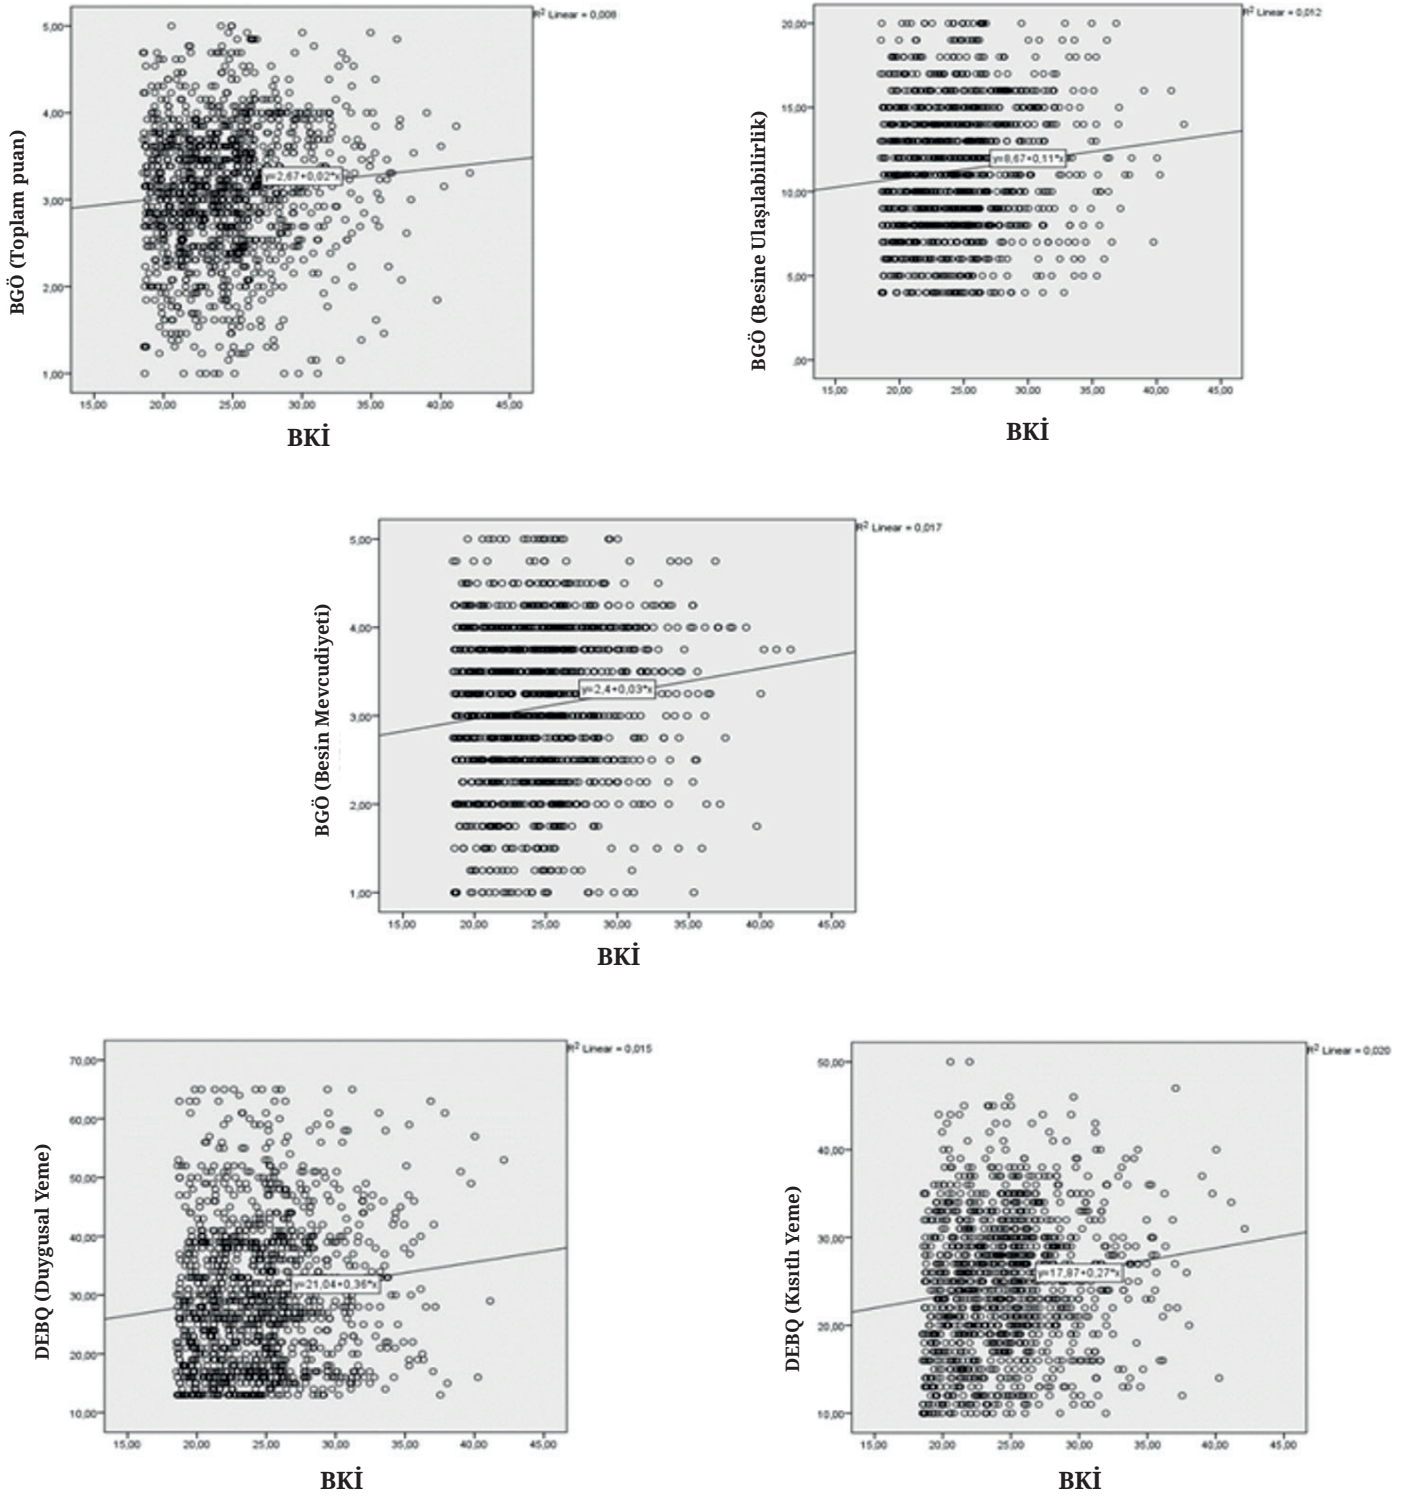 R2 Linear = 0,008
BGÖ (Toplam puan)
5,00
4,00
3,00
2,00
1,00
y=2,67+0,02*x
15,00 20,00 25,00 30,00 35,00 40,00 45,00
BKİ
R2 Linear = 0,012
BGÖ (Besine Ulaşılabilirlik)
20,00
15,00
10,00
5,00
,00
y=8,67+0,11*x
15,00 20,00 25,00 30,00 35,00 40,00 45,00
BKİ
R2 Linear = 0,017
BGÖ (Besin Mevcudiyeti)
5,00
4,00
3,00
2,00
1,00
y=2,4+0,03*x
15,00 20,00 25,00 30,00 35,00 40,00 45,00
BKİ
R2 Linear = 0,015
DEBQ (Duygusal Yeme)
70,00
60,00
50,00
40,00
30,00
20,00
10,00
y=21,04+0,36*x
15,00 20,00 25,00 30,00 35,00 40,00 45,00
BKİ
R2 Linear = 0,020
DEBQ (Kısıtlı Yeme)
50,00
40,00
30,00
20,00
10,00
y=17,87+0,27*x
15,00 20,00 25,00 30,00 35,00 40,00 45,00
BKİ